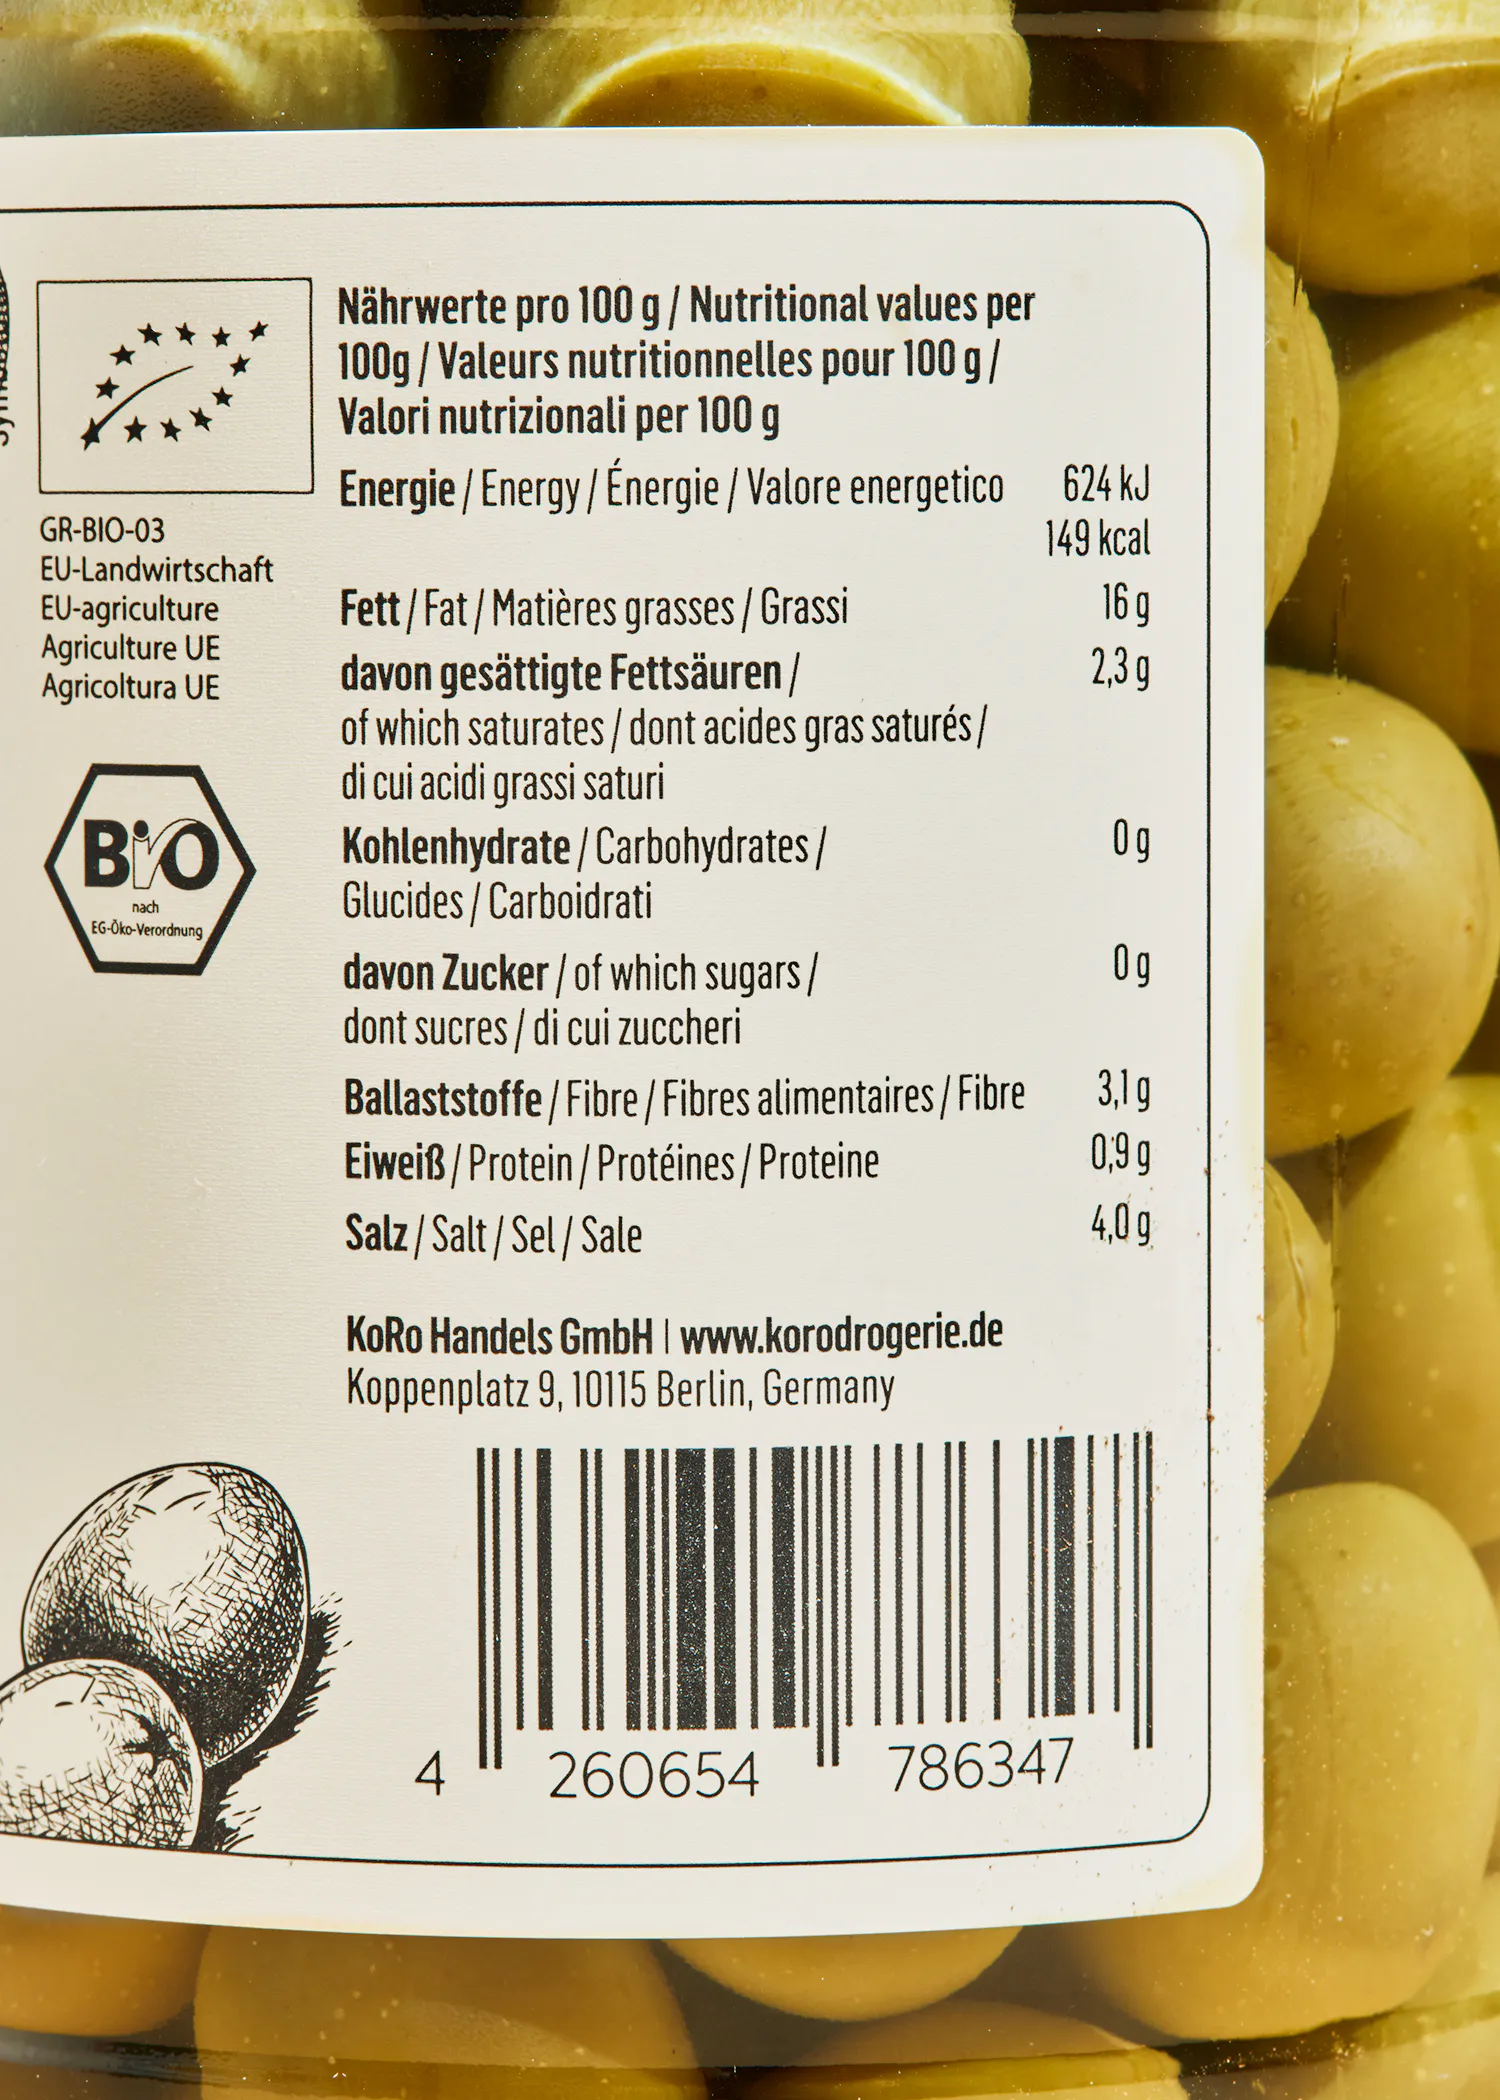 GR-BIO-03
EU-Landwirtschaft
EU-agriculture
Agriculture UE
Agricoltura UE
BIO
nach
EG-Öko-Verordnung
Nährwerte pro 100 g / Nutritional values per
100g / Valeurs nutritionnelles pour 100 g /
Valori nutrizionali per 100 g
Energie / Energy / Énergie / Valore energetico 624 kJ
149 kcal
Fett / Fat / Matières grasses / Grassi 16 g
davon gesättigte Fettsäuren / 2,3 g
of which saturates / dont acides gras saturés /
di cui acidi grassi saturi
Kohlenhydrate / Carbohydrates / 0 g
Glucides / Carboidrati
davon Zucker / of which sugars / 0 g
dont sucres / di cui zuccheri
Ballaststoffe / Fibre / Fibres alimentaires / Fibre 3,1 g
Eiweiß / Protein / Protéines / Proteine 0,9 g
Salz / Salt / Sel / Sale 4,0 g
KoRo Handels GmbH | www.korodrogerie.de
Koppenplatz 9, 10115 Berlin, Germany
4 260654 786347